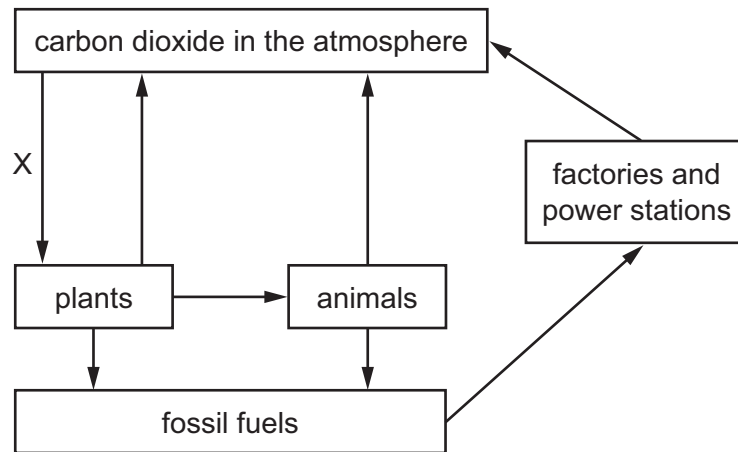 carbon dioxide in the atmosphere
X
factories and
power stations
plants
animals
fossil fuels